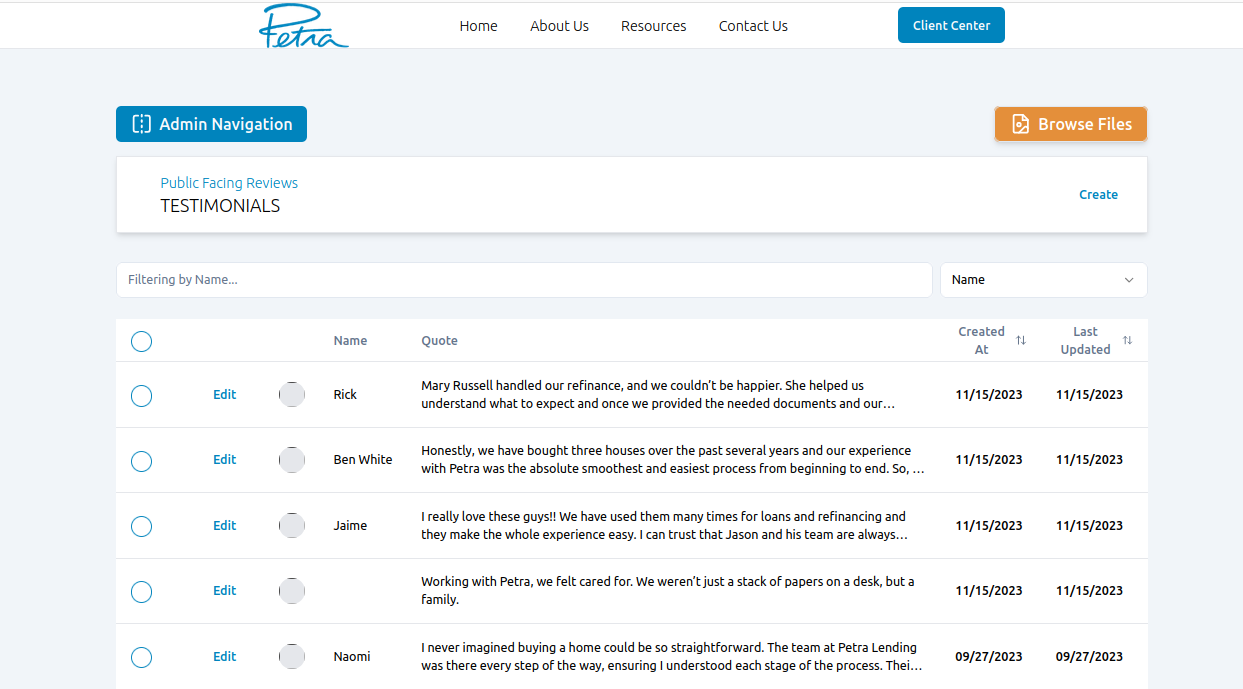 Petra
Home About Us Resources Contact Us Client Center
Admin Navigation Browse Files
Public Facing Reviews
TESTIMONIALS
Create
Filtering by Name... Name
Name Quote Created At Last Updated
Edit Rick Mary Russell handled our refinance, and we couldn’t be happier. She helped us
understand what to expect and once we provided the needed documents and our… 11/15/2023 11/15/2023
Edit Ben White Honestly, we have bought three houses over the past several years and our experience
with Petra was the absolute smoothest and easiest process from beginning to end. So, … 11/15/2023 11/15/2023
Edit Jaime I really love these guys!! We have used them many times for loans and refinancing and
they make the whole experience easy. I can trust that Jason and his team are always… 11/15/2023 11/15/2023
Edit Working with Petra, we felt cared for. We weren’t just a stack of papers on a desk, but a
family. 11/15/2023 11/15/2023
Edit Naomi I never imagined buying a home could be so straightforward. The team at Petra Lending
was there every step of the way, ensuring I understood each stage of the process. Thei… 09/27/2023 09/27/2023